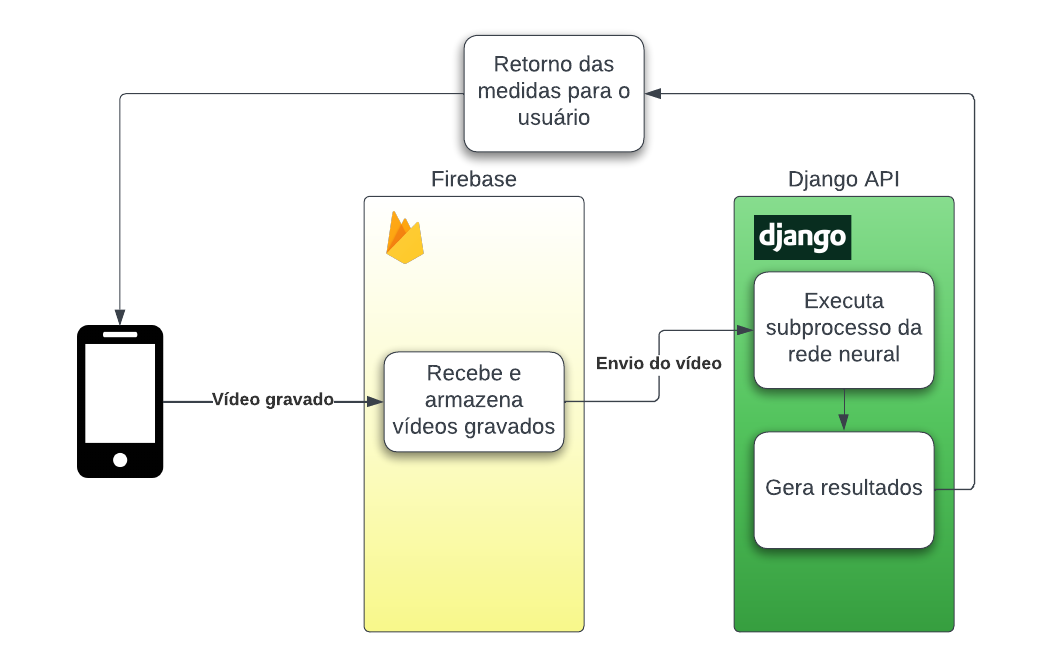 Retorno das
medidas para o
usuário
Firebase
Django API
django
Executa
subprocesso da
rede neural
Envio do vídeo
Recebe e
armazena
vídeos gravados
Vídeo gravado
Gera resultados